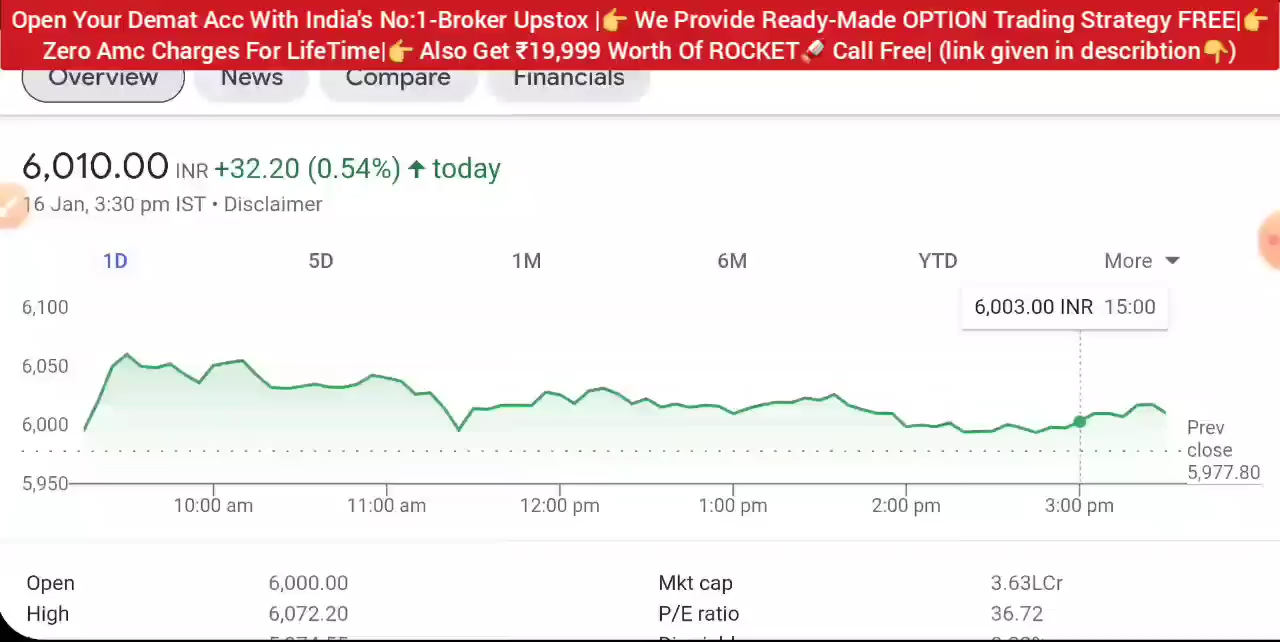 Open Your Demat Acc With India's No:1-Broker Upstox |👉 We Provide Ready-Made OPTION Trading Strategy FREE|👉
Zero Amc Charges For LifeTime|👉 Also Get ₹19,999 Worth Of ROCKET🚀 Call Free| (link given in describtion👇)
Overview News Compare Financials
6,010.00 INR +32.20 (0.54%) ↑ today
16 Jan, 3:30 pm IST • Disclaimer
1D 5D 1M 6M YTD More
6,003.00 INR 15:00
6,100
6,050
6,000
5,950
Prev
close
5,977.80
10:00 am 11:00 am 12:00 pm 1:00 pm 2:00 pm 3:00 pm
Open 6,000.00 Mkt cap 3.63LCr
High 6,072.20 P/E ratio 36.72